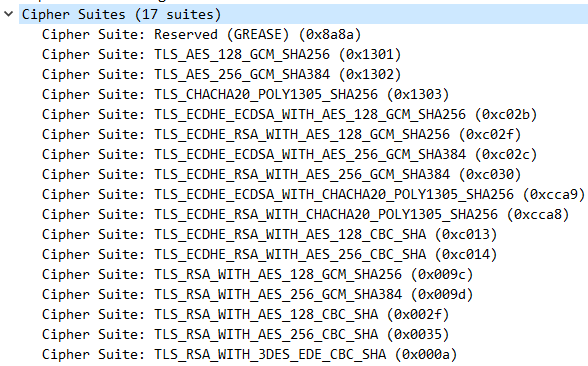 Cipher Suites (17 suites)
Cipher Suite: Reserved (GREASE) (0x8a8a)
Cipher Suite: TLS_AES_128_GCM_SHA256 (0x1301)
Cipher Suite: TLS_AES_256_GCM_SHA384 (0x1302)
Cipher Suite: TLS_CHACHA20_POLY1305_SHA256 (0x1303)
Cipher Suite: TLS_ECDHE_ECDSA_WITH_AES_128_GCM_SHA256 (0xc02b)
Cipher Suite: TLS_ECDHE_RSA_WITH_AES_128_GCM_SHA256 (0xc02f)
Cipher Suite: TLS_ECDHE_ECDSA_WITH_AES_256_GCM_SHA384 (0xc02c)
Cipher Suite: TLS_ECDHE_RSA_WITH_AES_256_GCM_SHA384 (0xc030)
Cipher Suite: TLS_ECDHE_ECDSA_WITH_CHACHA20_POLY1305_SHA256 (0xcca9)
Cipher Suite: TLS_ECDHE_RSA_WITH_CHACHA20_POLY1305_SHA256 (0xcca8)
Cipher Suite: TLS_ECDHE_RSA_WITH_AES_128_CBC_SHA (0xc013)
Cipher Suite: TLS_ECDHE_RSA_WITH_AES_256_CBC_SHA (0xc014)
Cipher Suite: TLS_RSA_WITH_AES_128_GCM_SHA256 (0x009c)
Cipher Suite: TLS_RSA_WITH_AES_256_GCM_SHA384 (0x009d)
Cipher Suite: TLS_RSA_WITH_AES_128_CBC_SHA (0x002f)
Cipher Suite: TLS_RSA_WITH_AES_256_CBC_SHA (0x0035)
Cipher Suite: TLS_RSA_WITH_3DES_EDE_CBC_SHA (0x000a)